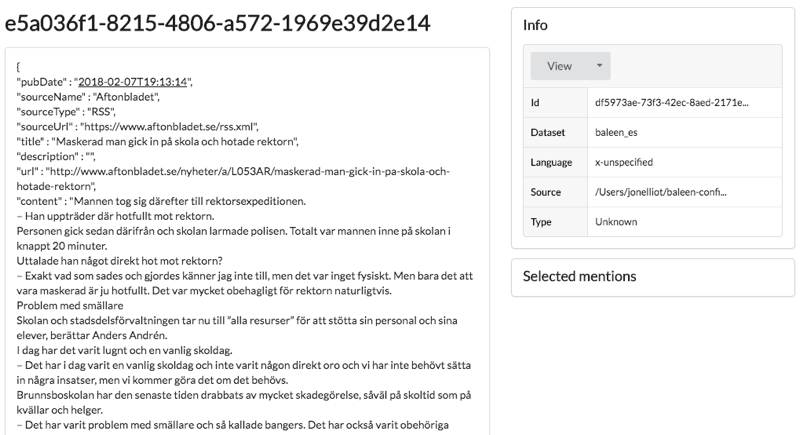 e5a036f1-8215-4806-a572-1969e39d2e14
{
"pubDate" : "2018-02-07T19:13:14",
"sourceName" : "Aftonbladet",
"sourceType" : "RSS",
"sourceUrl" : "https://www.aftonbladet.se/rss.xml",
"title" : "Maskerad man gick in på skola och hotade rektorn",
"description" : "",
"url" : "http://www.aftonbladet.se/nyheter/a/L053AR/maskerad-man-gick-in-pa-skola-och-
hotade-rektorn",
"content" : "Mannen tog sig därefter till rektorsexpeditionen.
– Han uppträder där hotfullt mot rektorn.
Personen gick sedan därifrån och skolan larmade polisen. Totalt var mannen inne på skolan i
knappt 20 minuter.
Uttalade han något direkt hot mot rektorn?
– Exakt vad som sades och gjordes känner jag inte till, men det var inget fysiskt. Men bara det att
vara maskerad är ju hotfullt. Det var mycket obehagligt för rektorn naturligtvis.
Problem med smällare
Skolan och stadsdelsförvaltningen tar nu till "alla resurser" för att stötta sin personal och sina
elever, berättar Anders Andrén.
I dag har det varit lugnt och en vanlig skoldag.
– Det har i dag varit en vanlig skoldag och inte varit någon direkt oro och vi har inte behövt sätta
in några insatser, men vi kommer göra det om det behövs.
Brunnsboskolan har den senaste tiden drabbats av mycket skadegörelse, såväl på skoltid som på
kvällar och helger.
– Det har varit problem med smällare och så kallade bangers. Det har också varit obehöriga
Info
View
Id df5973ae-73f3-42ec-8aed-2171e...
Dataset baleen_es
Language x-unspecified
Source /Users/jonelliot/baleen-confi...
Type Unknown
Selected mentions